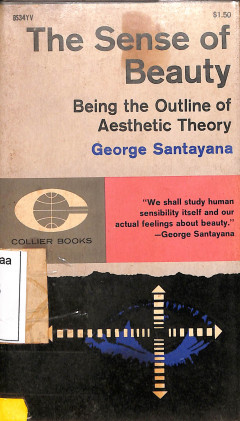 8534YV
$1.50
The Sense of
Beauty
Being the Outline of
Aesthetic Theory
George Santayana
COLLIER BOOKS
"We shall study human
sensibility itself and our
actual feelings about beauty."
—George Santayana
aa